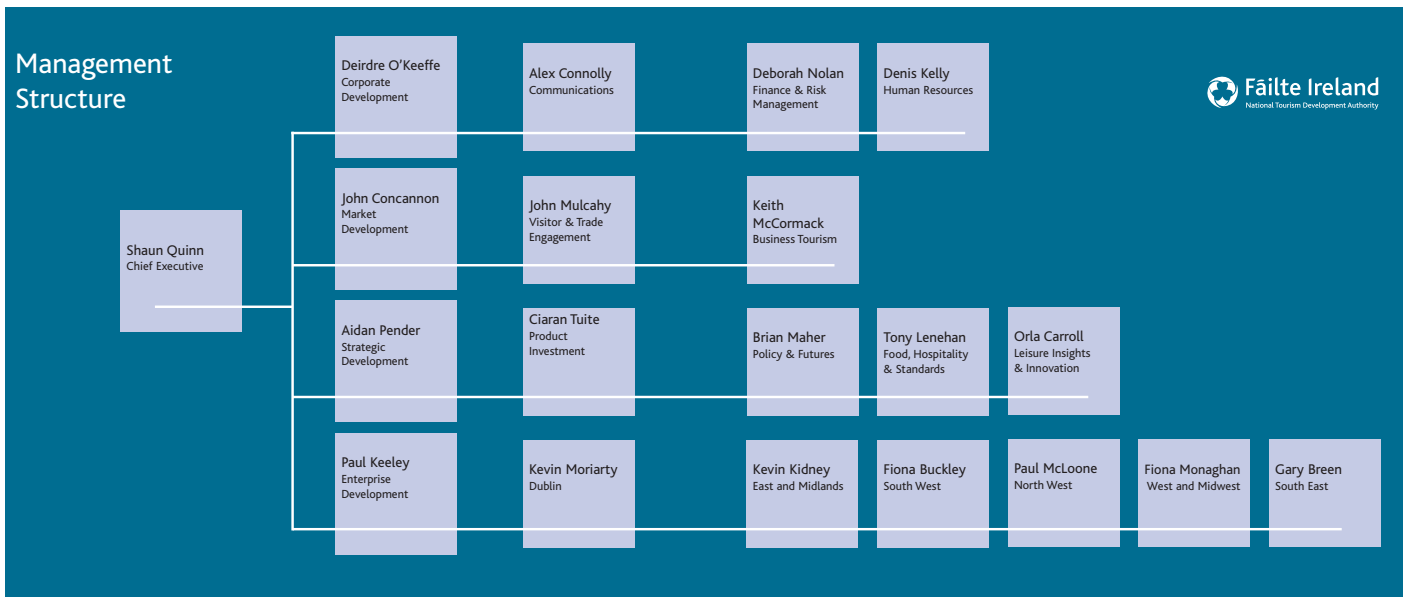 Management
Structure
Fāilte Ireland
National Tourism Development Authority
Shaun Quinn
Chief Executive
Deirdre O'Keeffe
Corporate
Development
Alex Connolly
Communications
Deborah Nolan
Finance & Risk
Management
Denis Kelly
Human Resources
John Concannon
Market
Development
John Mulcahy
Visitor & Trade
Engagement
Keith
McCormack
Business Tourism
Aidan Pender
Strategic
Development
Ciaran Tuite
Product
Investment
Brian Maher
Policy & Futures
Tony Lenehan
Food, Hospitality
& Standards
Orla Carroll
Leisure Insights
& Innovation
Paul Keeley
Enterprise
Development
Kevin Moriarty
Dublin
Kevin Kidney
East and Midlands
Fiona Buckley
South West
Paul McLoone
North West
Fiona Monaghan
West and Midwest
Gary Breen
South East